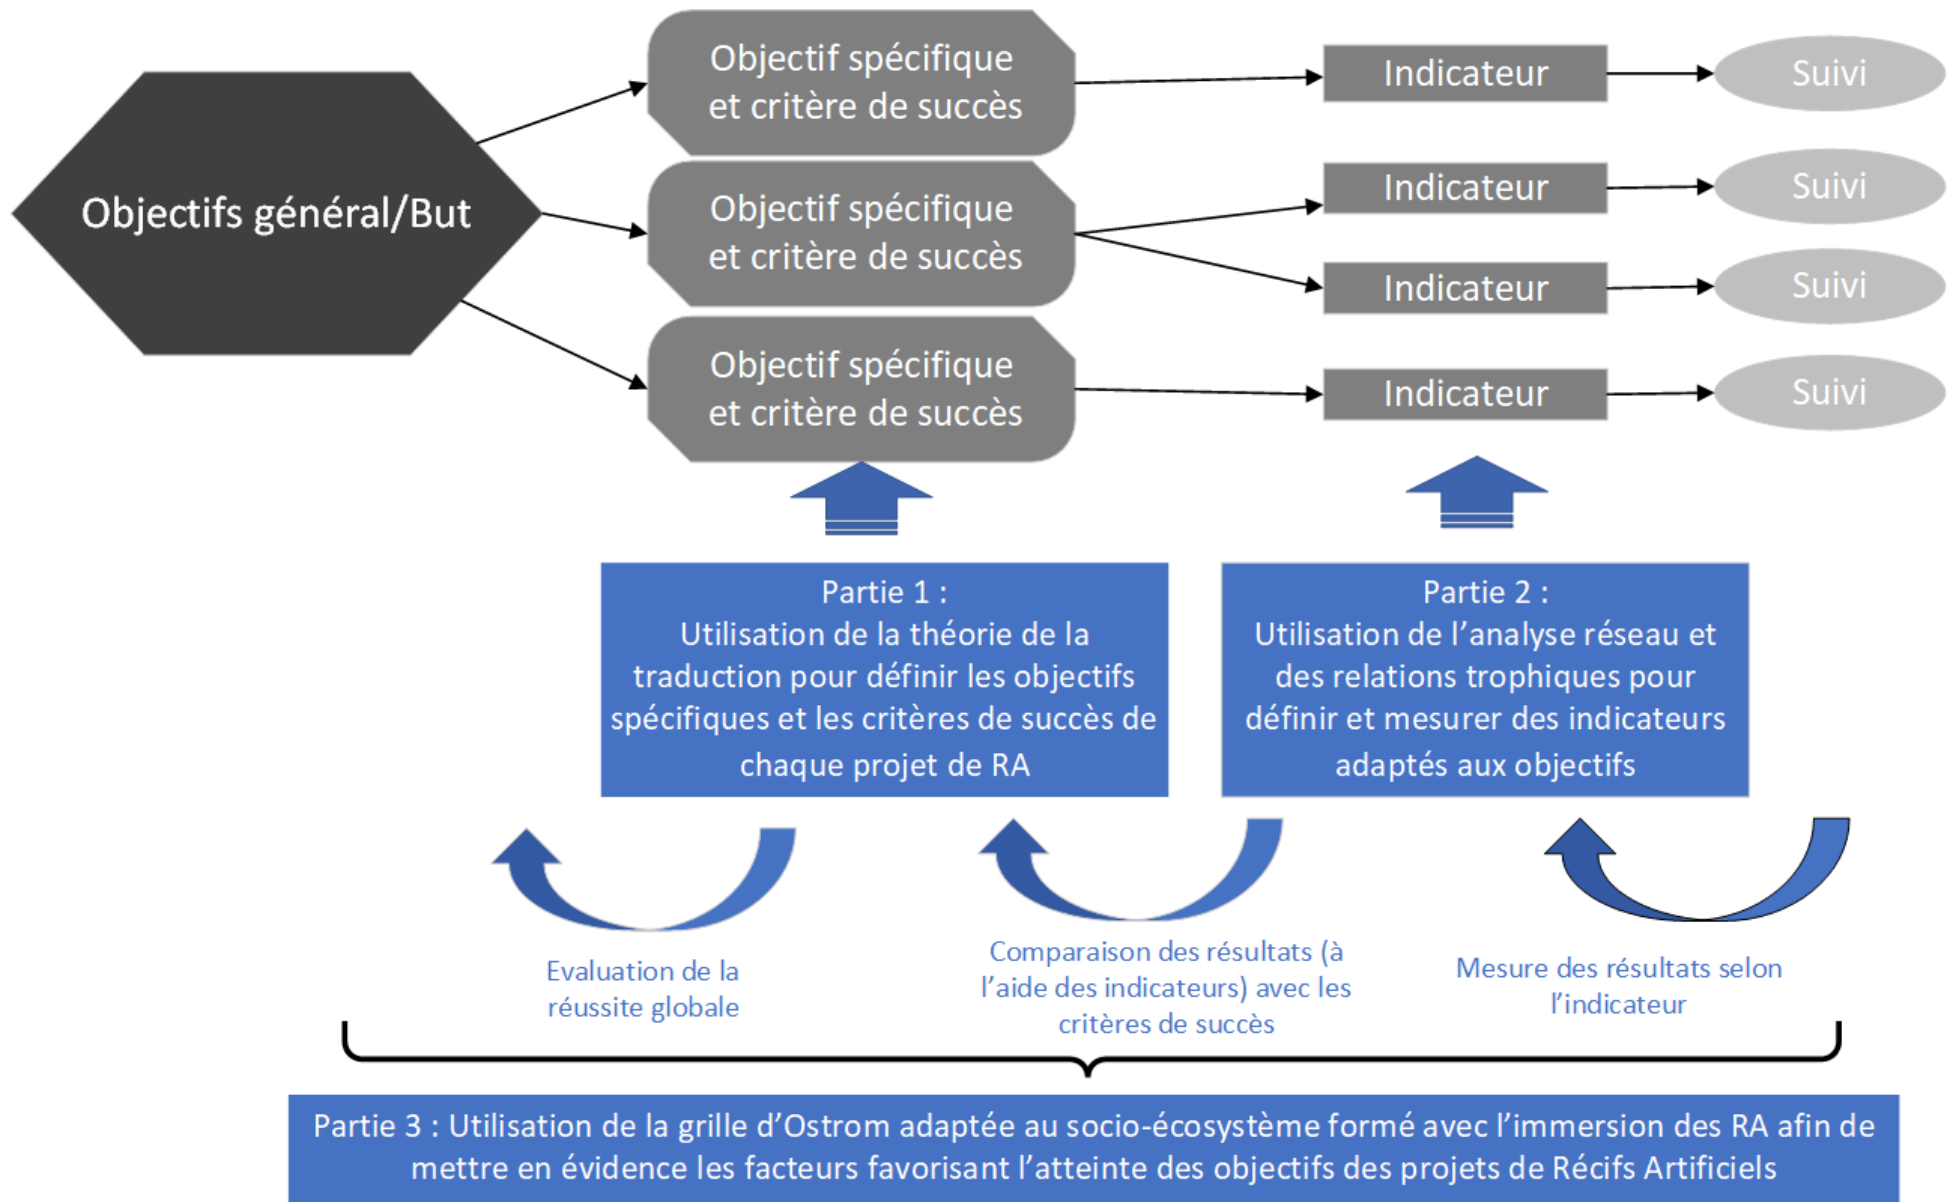 Objectifs général/But
Objectif spécifique
et critère de succès
Objectif spécifique
et critère de succès
Objectif spécifique
et critère de succès
Indicateur
Indicateur
Indicateur
Indicateur
Suivi
Suivi
Suivi
Suivi
Partie 1 :
Utilisation de la théorie de la
traduction pour définir les objectifs
spécifiques et les critères de succès de
chaque projet de RA
Partie 2 :
Utilisation de l’analyse réseau et
des relations trophiques pour
définir et mesurer des indicateurs
adaptés aux objectifs
Evaluation de la
réussite globale
Comparaison des résultats (à
l’aide des indicateurs) avec les
critères de succès
Mesure des résultats selon
l’indicateur
Partie 3 : Utilisation de la grille d’Ostrom adaptée au socio-écosystème formé avec l’immersion des RA afin de
mettre en évidence les facteurs favorisant l’atteinte des objectifs des projets de Récifs Artificiels